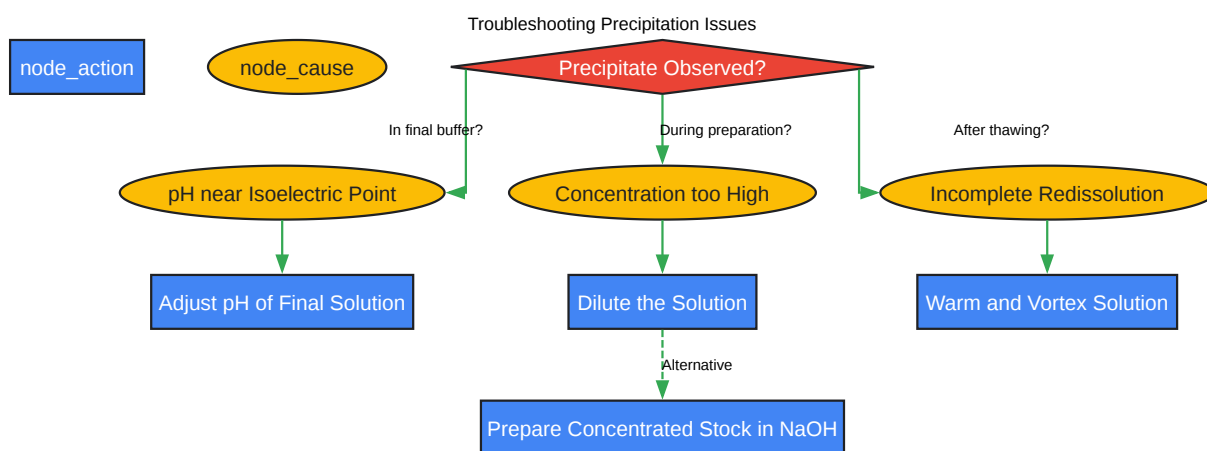 Troubleshooting Precipitation Issues
node_action
node_cause
Precipitate Observed?
In final buffer?
During preparation?
After thawing?
pH near Isoelectric Point
Concentration too High
Incomplete Redissolution
Adjust pH of Final Solution
Dilute the Solution
Warm and Vortex Solution
Alternative
Prepare Concentrated Stock in NaOH